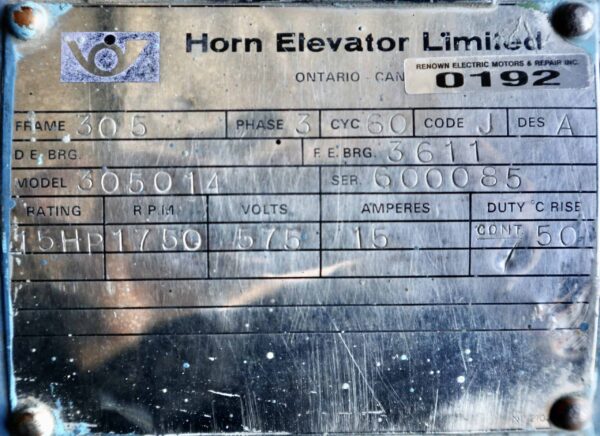 Horn Elevator Limited
RENOWN ELECTRIC MOTORS & REPAIR INC.
ONTARIO - CAN
0192
FRAME 305 PHASE 3 CYC 60 CODE J DES A
D.E. BRG. F.E. BRG. 3611
MODEL 305014 SER. 600085
RATING R.P.M. VOLTS AMPERES DUTY °C RISE
15HP 1750 575 15 CONT. 50